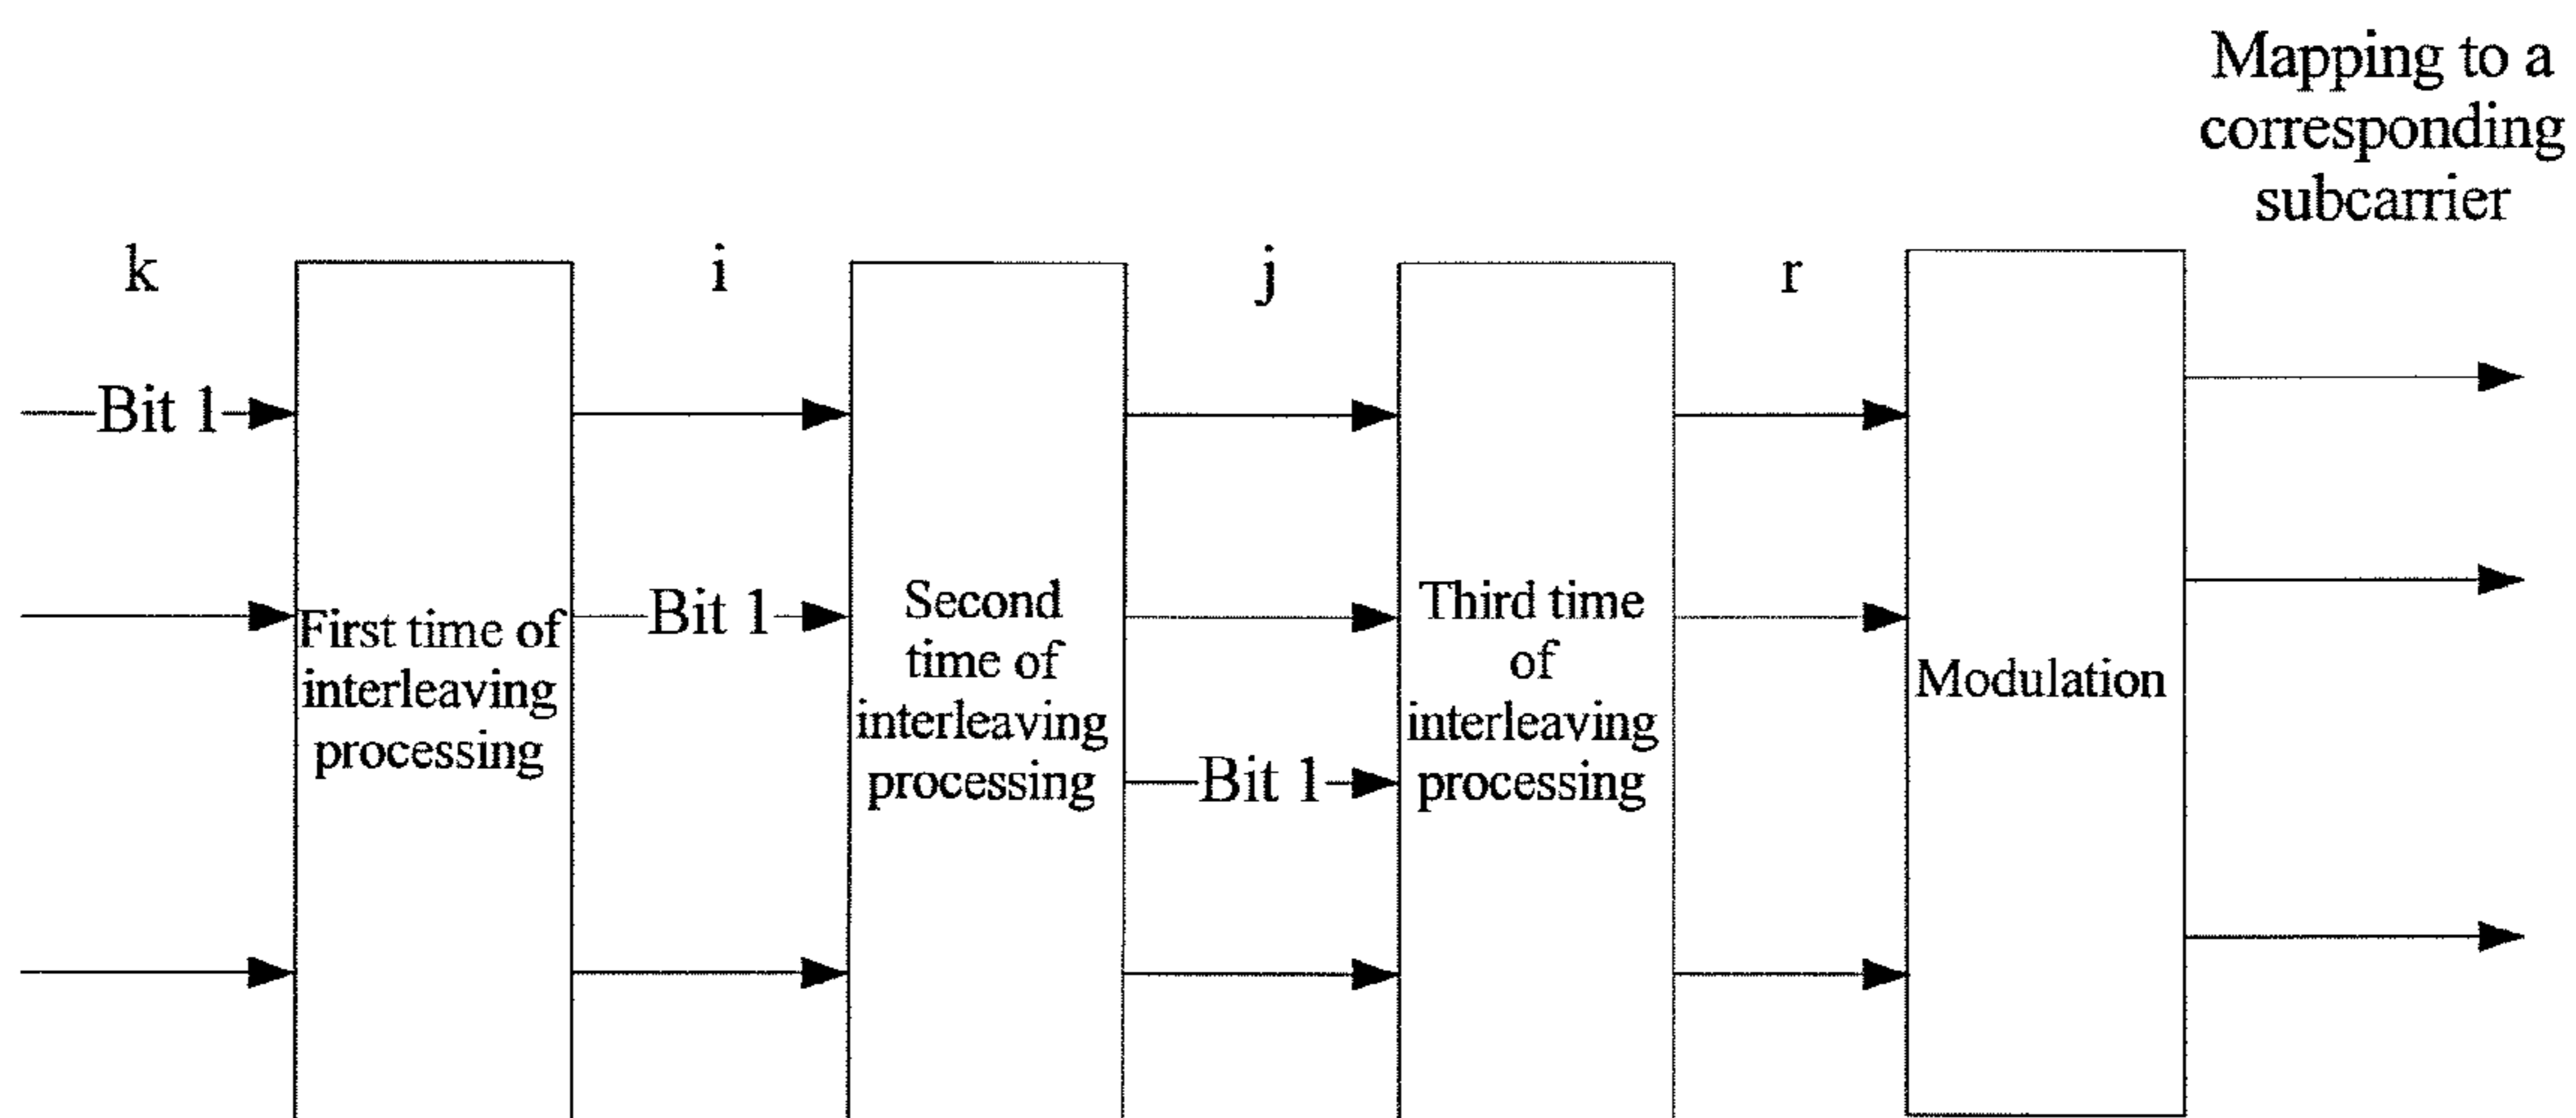 Mapping to a
corresponding
subcarrier
k
i
j
r
Bit 1
Bit 1
Bit 1
First time of
interleaving
processing
Second
time of
interleaving
processing
Third time
of
interleaving
processing
Modulation